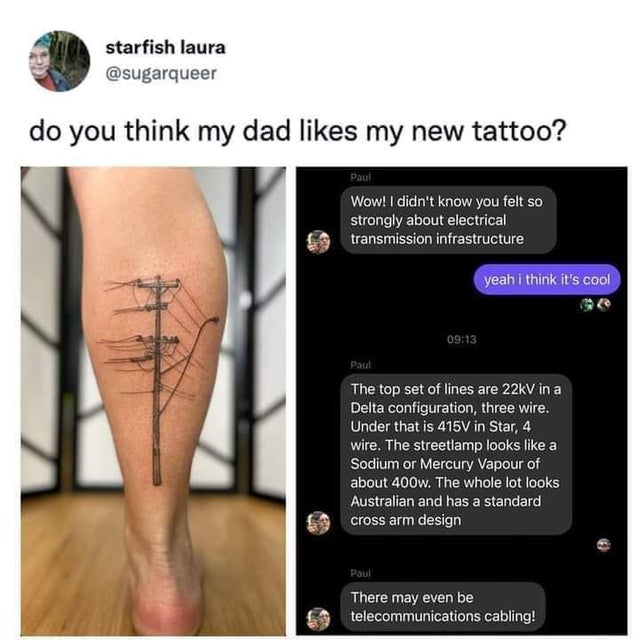 starfish laura
@sugarqueer
do you think my dad likes my new tattoo?
Paul
Wow! I didn't know you felt so
strongly about electrical
transmission infrastructure
yeah i think it's cool
09:13
Paul
The top set of lines are 22kV in a
Delta configuration, three wire.
Under that is 415V in Star, 4
wire. The streetlamp looks like a
Sodium or Mercury Vapour of
about 400w. The whole lot looks
Australian and has a standard
cross arm design
Paul
There may even be
telecommunications cabling!